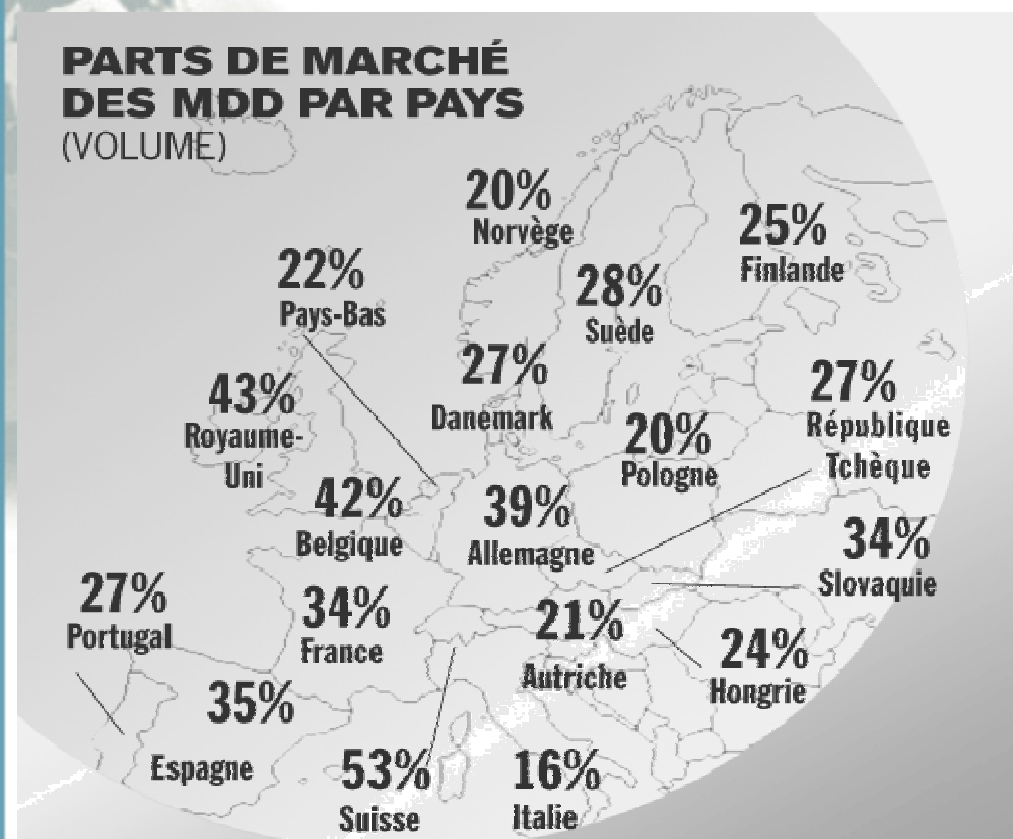 PARTS DE MARCHÉ
DES MDD PAR PAYS
(VOLUME)
20%
Norvège
25%
Finlande
22%
Pays-Bas
28%
Suède
27%
Danemark
43%
Royaume-
Uni
27%
République
Tchèque
20%
Pologne
42%
Belgique
39%
Allemagne
34%
Slovaquie
27%
Portugal
34%
France
21%
Autriche
24%
Hongrie
35%
Espagne
53%
Suisse
16%
Italie